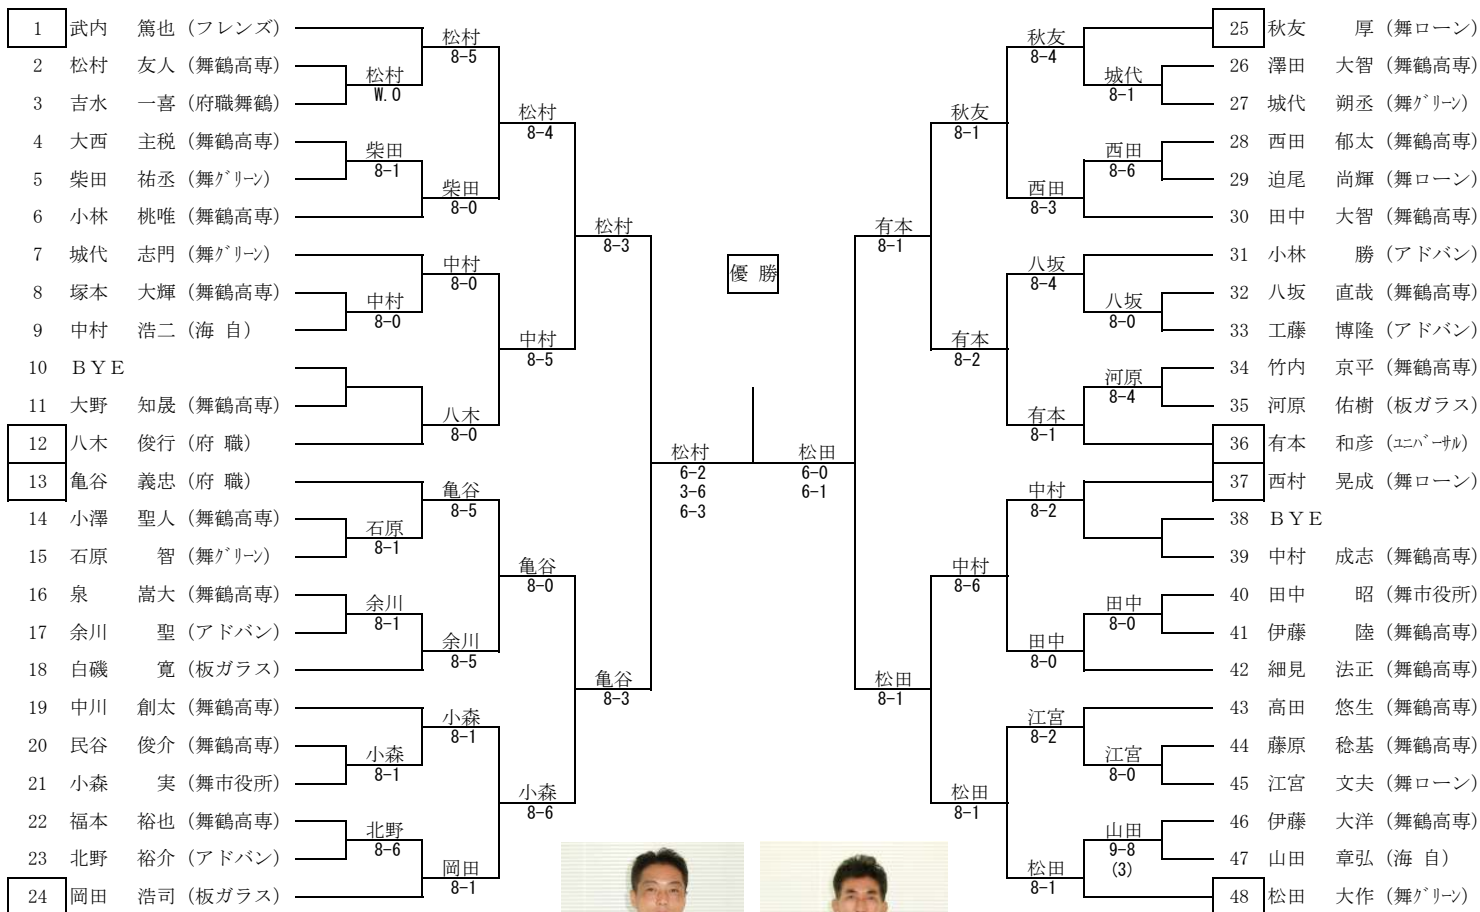 1 武内 篤也 (フレンズ)
2 松村 友人 (舞鶴高専)
3 吉水 一喜 (府職舞鶴)
4 大西 主税 (舞鶴高専)
5 柴田 祐丞 (舞グリーン)
6 小林 桃唯 (舞鶴高専)
7 城代 志門 (舞グリーン)
8 塚本 大輝 (舞鶴高専)
9 中村 浩二 (海 自)
10 BYE
11 大野 知晟 (舞鶴高専)
12 八木 俊行 (府 職)
13 亀谷 義忠 (府 職)
14 小澤 聖人 (舞鶴高専)
15 石原 智 (舞グリーン)
16 泉 嵩大 (舞鶴高専)
17 余川 聖 (アドバン)
18 白磯 寛 (板ガラス)
19 中川 創太 (舞鶴高専)
20 民谷 俊介 (舞鶴高専)
21 小森 実 (舞市役所)
22 福本 裕也 (舞鶴高専)
23 北野 裕介 (アドバン)
24 岡田 浩司 (板ガラス)
松村
W.O
柴田
8-1
中村
8-0
石原
8-1
余川
8-1
小森
8-1
北野
8-6
松村
8-5
柴田
8-0
中村
8-0
八木
8-0
亀谷
8-5
余川
8-5
小森
8-1
岡田
8-1
松村
8-4
中村
8-5
亀谷
8-0
小森
8-6
松村
8-3
亀谷
8-3
松村
6-2
3-6
6-3
優 勝
松田
6-0
6-1
有本
8-1
松田
8-1
秋友
8-1
有本
8-2
中村
8-6
松田
8-1
秋友
8-4
西田
8-3
八坂
8-4
有本
8-1
中村
8-2
田中
8-0
江宮
8-2
松田
8-1
城代
8-1
西田
8-6
八坂
8-0
河原
8-4
田中
8-0
江宮
8-0
山田
9-8
(3)
25 秋友 厚 (舞ローン)
26 澤田 大智 (舞鶴高専)
27 城代 朔丞 (舞グリーン)
28 西田 郁太 (舞鶴高専)
29 迫尾 尚輝 (舞ローン)
30 田中 大智 (舞鶴高専)
31 小林 勝 (アドバン)
32 八坂 直哉 (舞鶴高専)
33 工藤 博隆 (アドバン)
34 竹内 京平 (舞鶴高専)
35 河原 佑樹 (板ガラス)
36 有本 和彦 (ユニバーサル)
37 西村 晃成 (舞ローン)
38 BYE
39 中村 成志 (舞鶴高専)
40 田中 昭 (舞市役所)
41 伊藤 陸 (舞鶴高専)
42 細見 法正 (舞鶴高専)
43 高田 悠生 (舞鶴高専)
44 藤原 稔基 (舞鶴高専)
45 江宮 文夫 (舞ローン)
46 伊藤 大洋 (舞鶴高専)
47 山田 章弘 (海 自)
48 松田 大作 (舞グリーン)